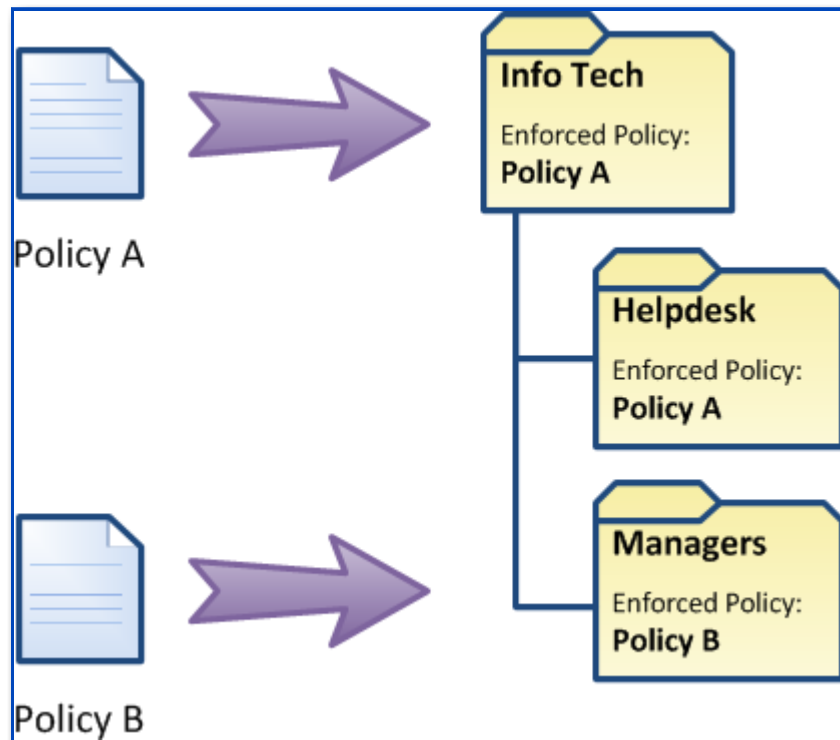 Info Tech
Enforced Policy:
Policy A
Policy A
Helpdesk
Enforced Policy:
Policy A
Managers
Enforced Policy:
Policy B
Policy B